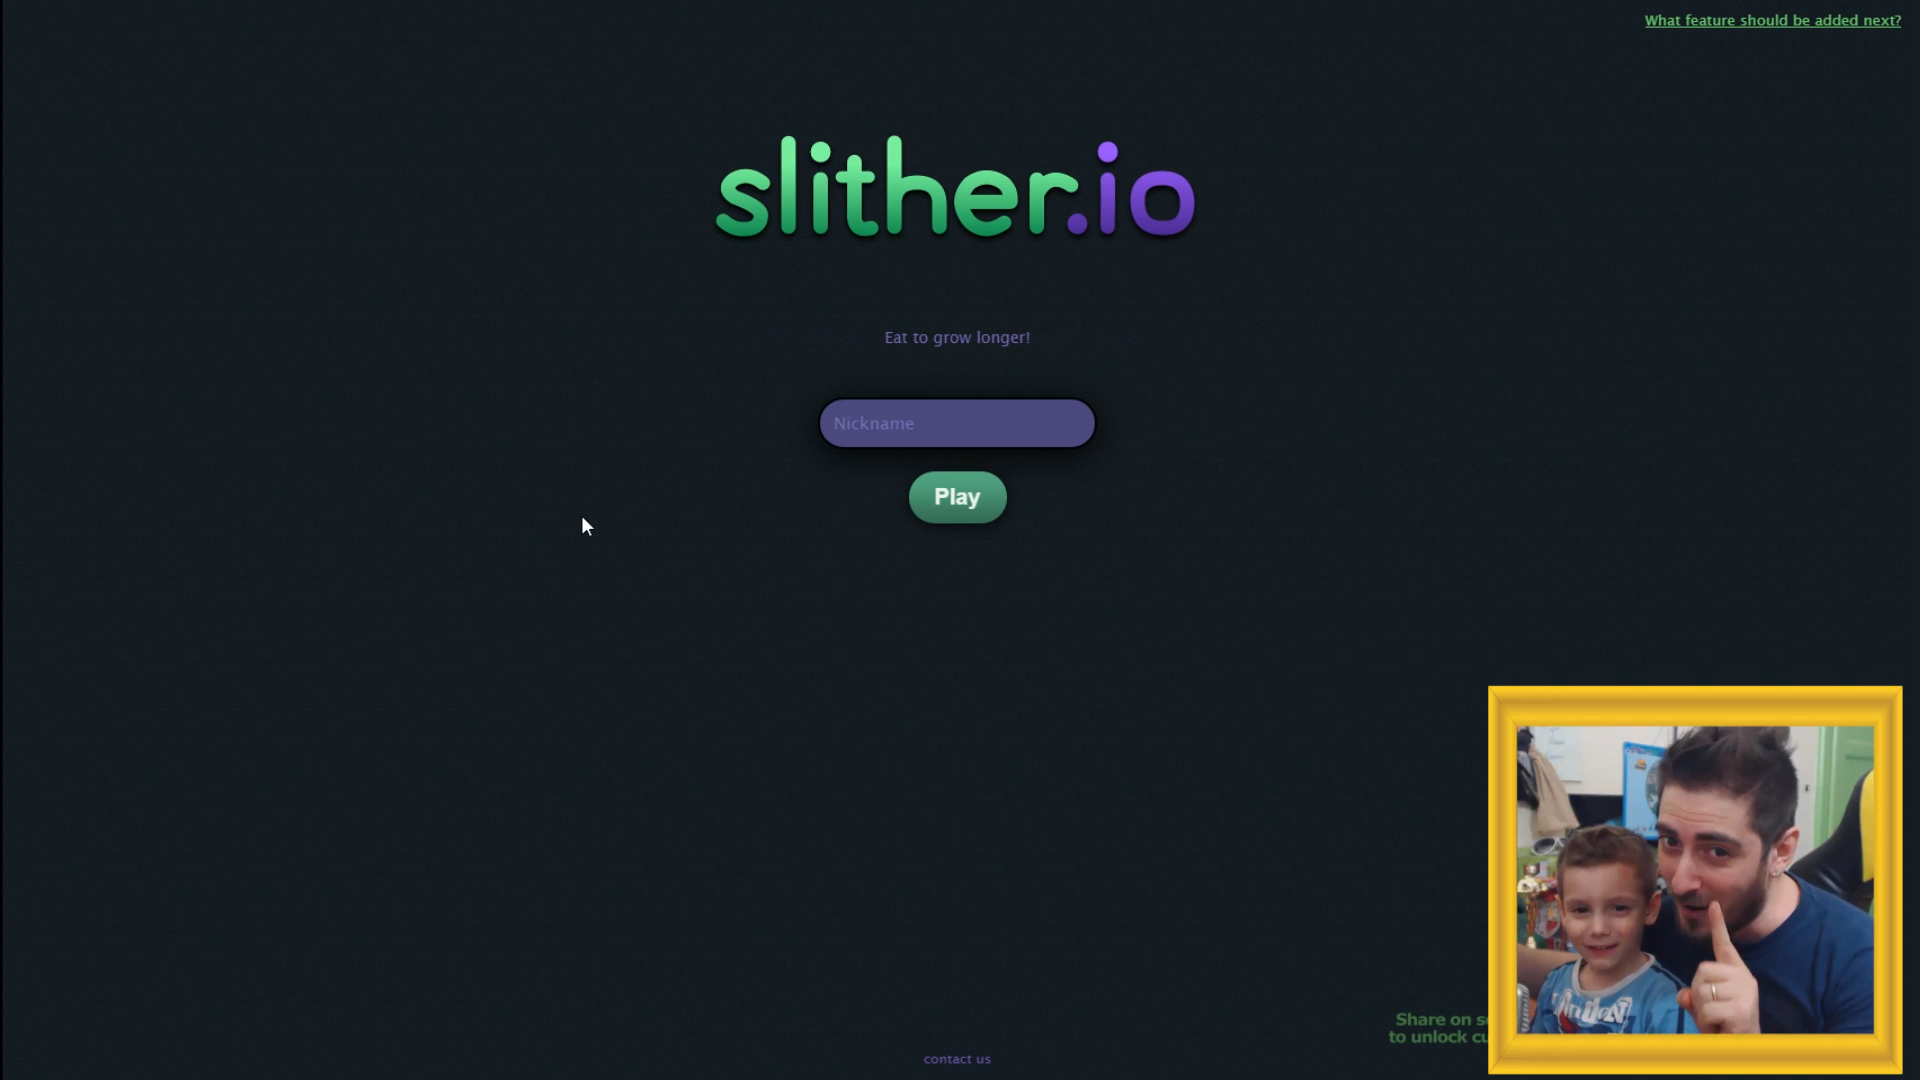 What feature should be added next?
slither.io
Eat to grow longer!
Nickname
Play
Share on
to unlock
contact us